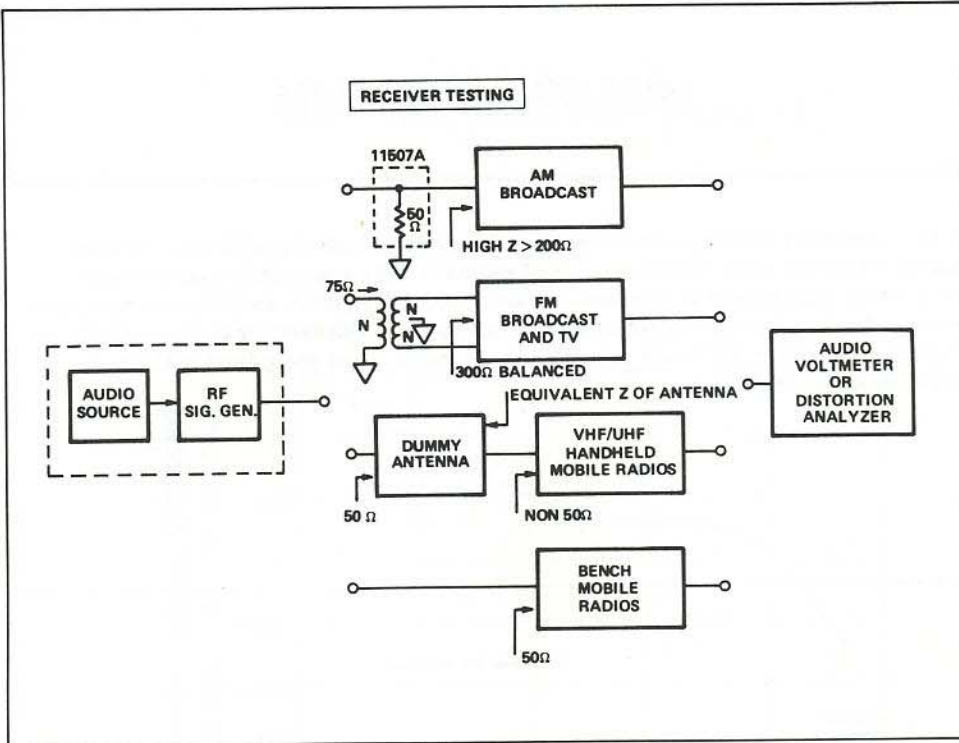 RECEIVER TESTING
11507A
50
Ω
AM
BROADCAST
HIGH Z > 200Ω
75Ω
N
N
N
FM
BROADCAST
AND TV
300Ω BALANCED
AUDIO
SOURCE
RF
SIG. GEN.
EQUIVALENT Z OF ANTENNA
AUDIO
VOLTMETER
OR
DISTORTION
ANALYZER
DUMMY
ANTENNA
50 Ω
VHF/UHF
HANDHELD
MOBILE RADIOS
NON 50Ω
BENCH
MOBILE
RADIOS
50Ω